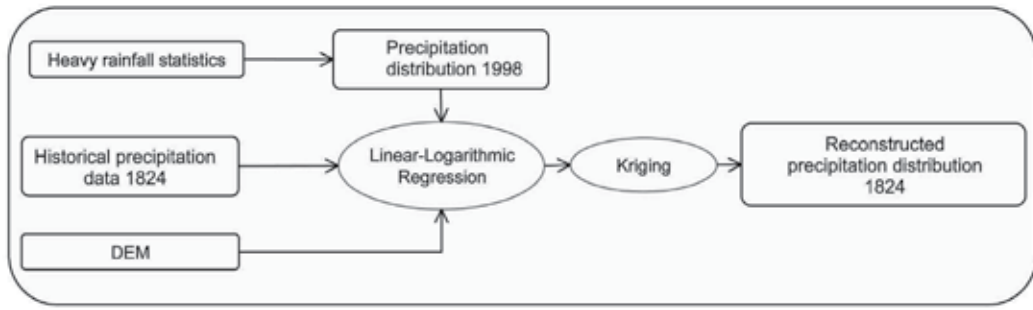 Heavy rainfall statistics
Precipitation
distribution 1998
Historical precipitation
data 1824
Linear-Logarithmic
Regression
Kriging
Reconstructed
precipitation distribution
1824
DEM